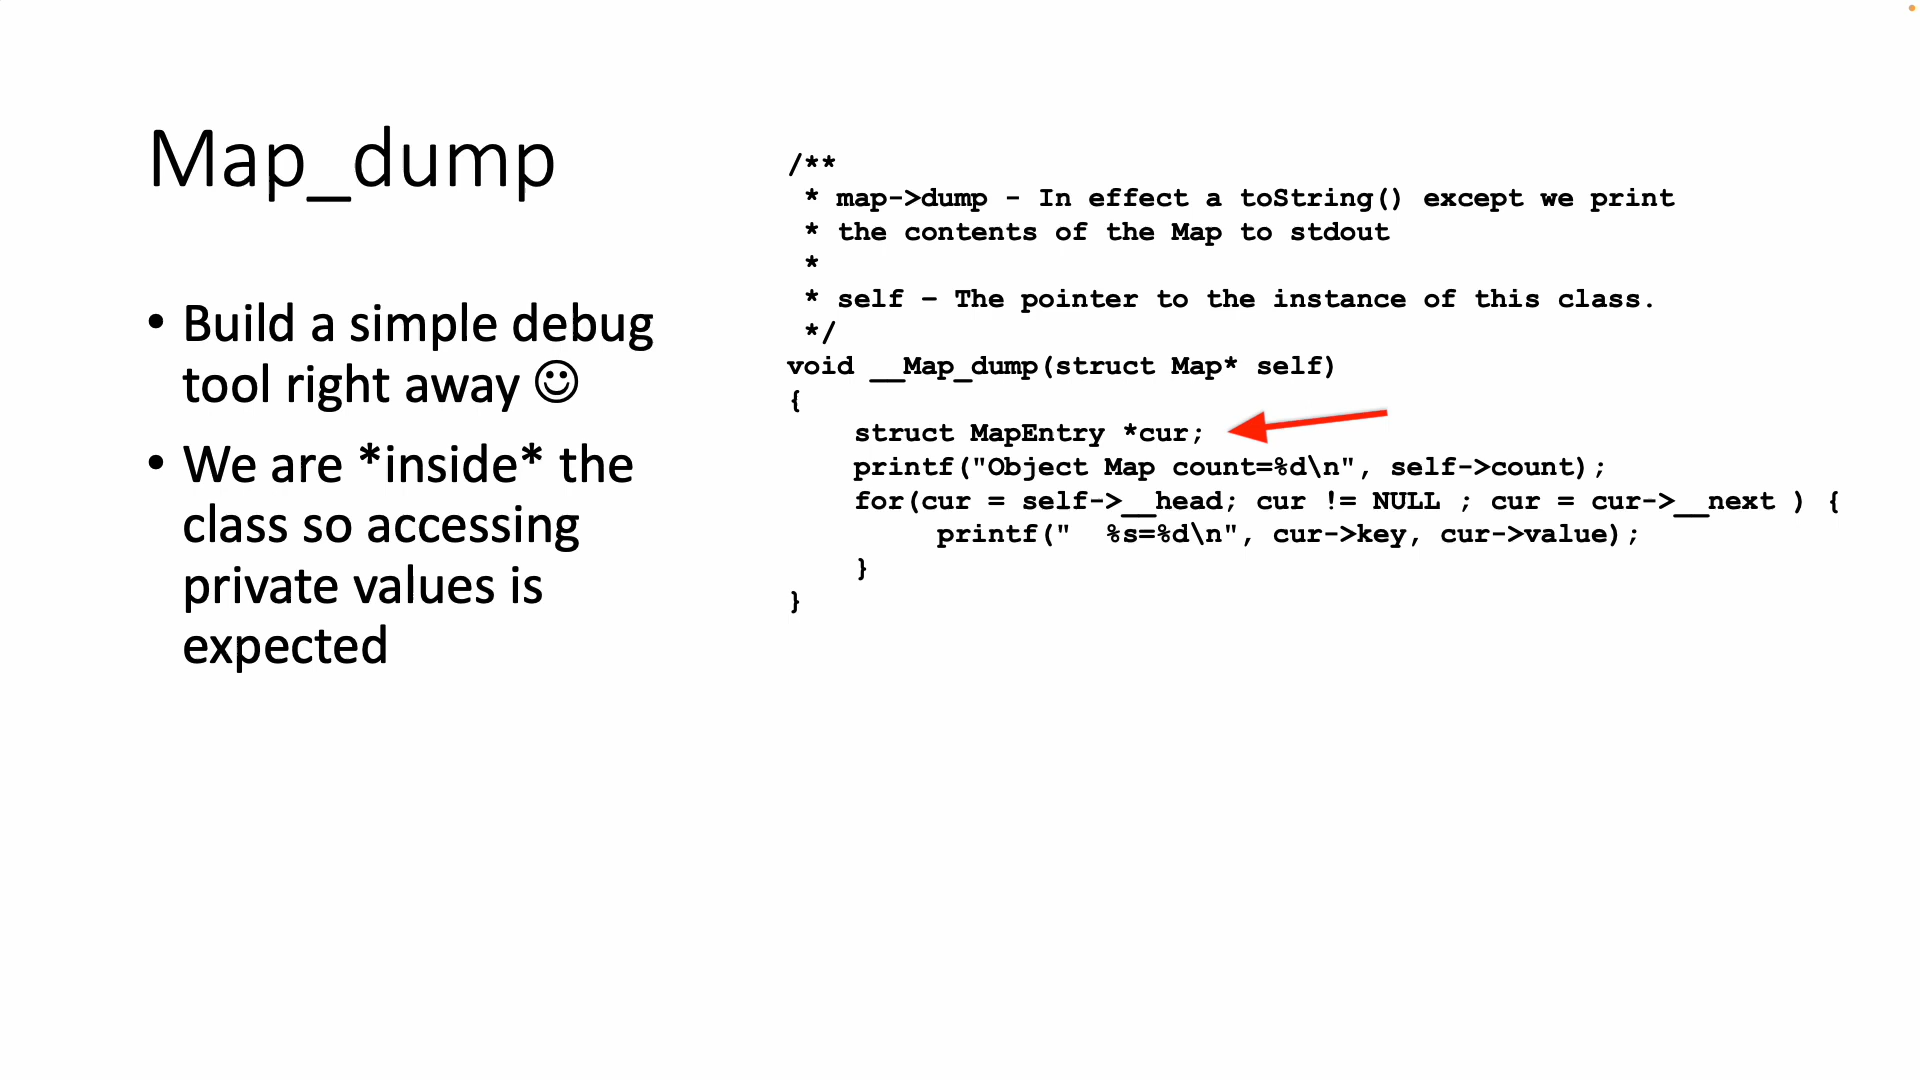 Map_dump
• Build a simple debug
tool right away ☺
• We are *inside* the
class so accessing
private values is
expected
/**
 * map->dump - In effect a toString() except we print
 * the contents of the Map to stdout
 *
 * self – The pointer to the instance of this class.
 */
void __Map_dump(struct Map* self)
{
    struct MapEntry *cur;
    printf("Object Map count=%d\n", self->count);
    for(cur = self->__head; cur != NULL ; cur = cur->__next ) {
         printf("  %s=%d\n", cur->key, cur->value);
    }
}